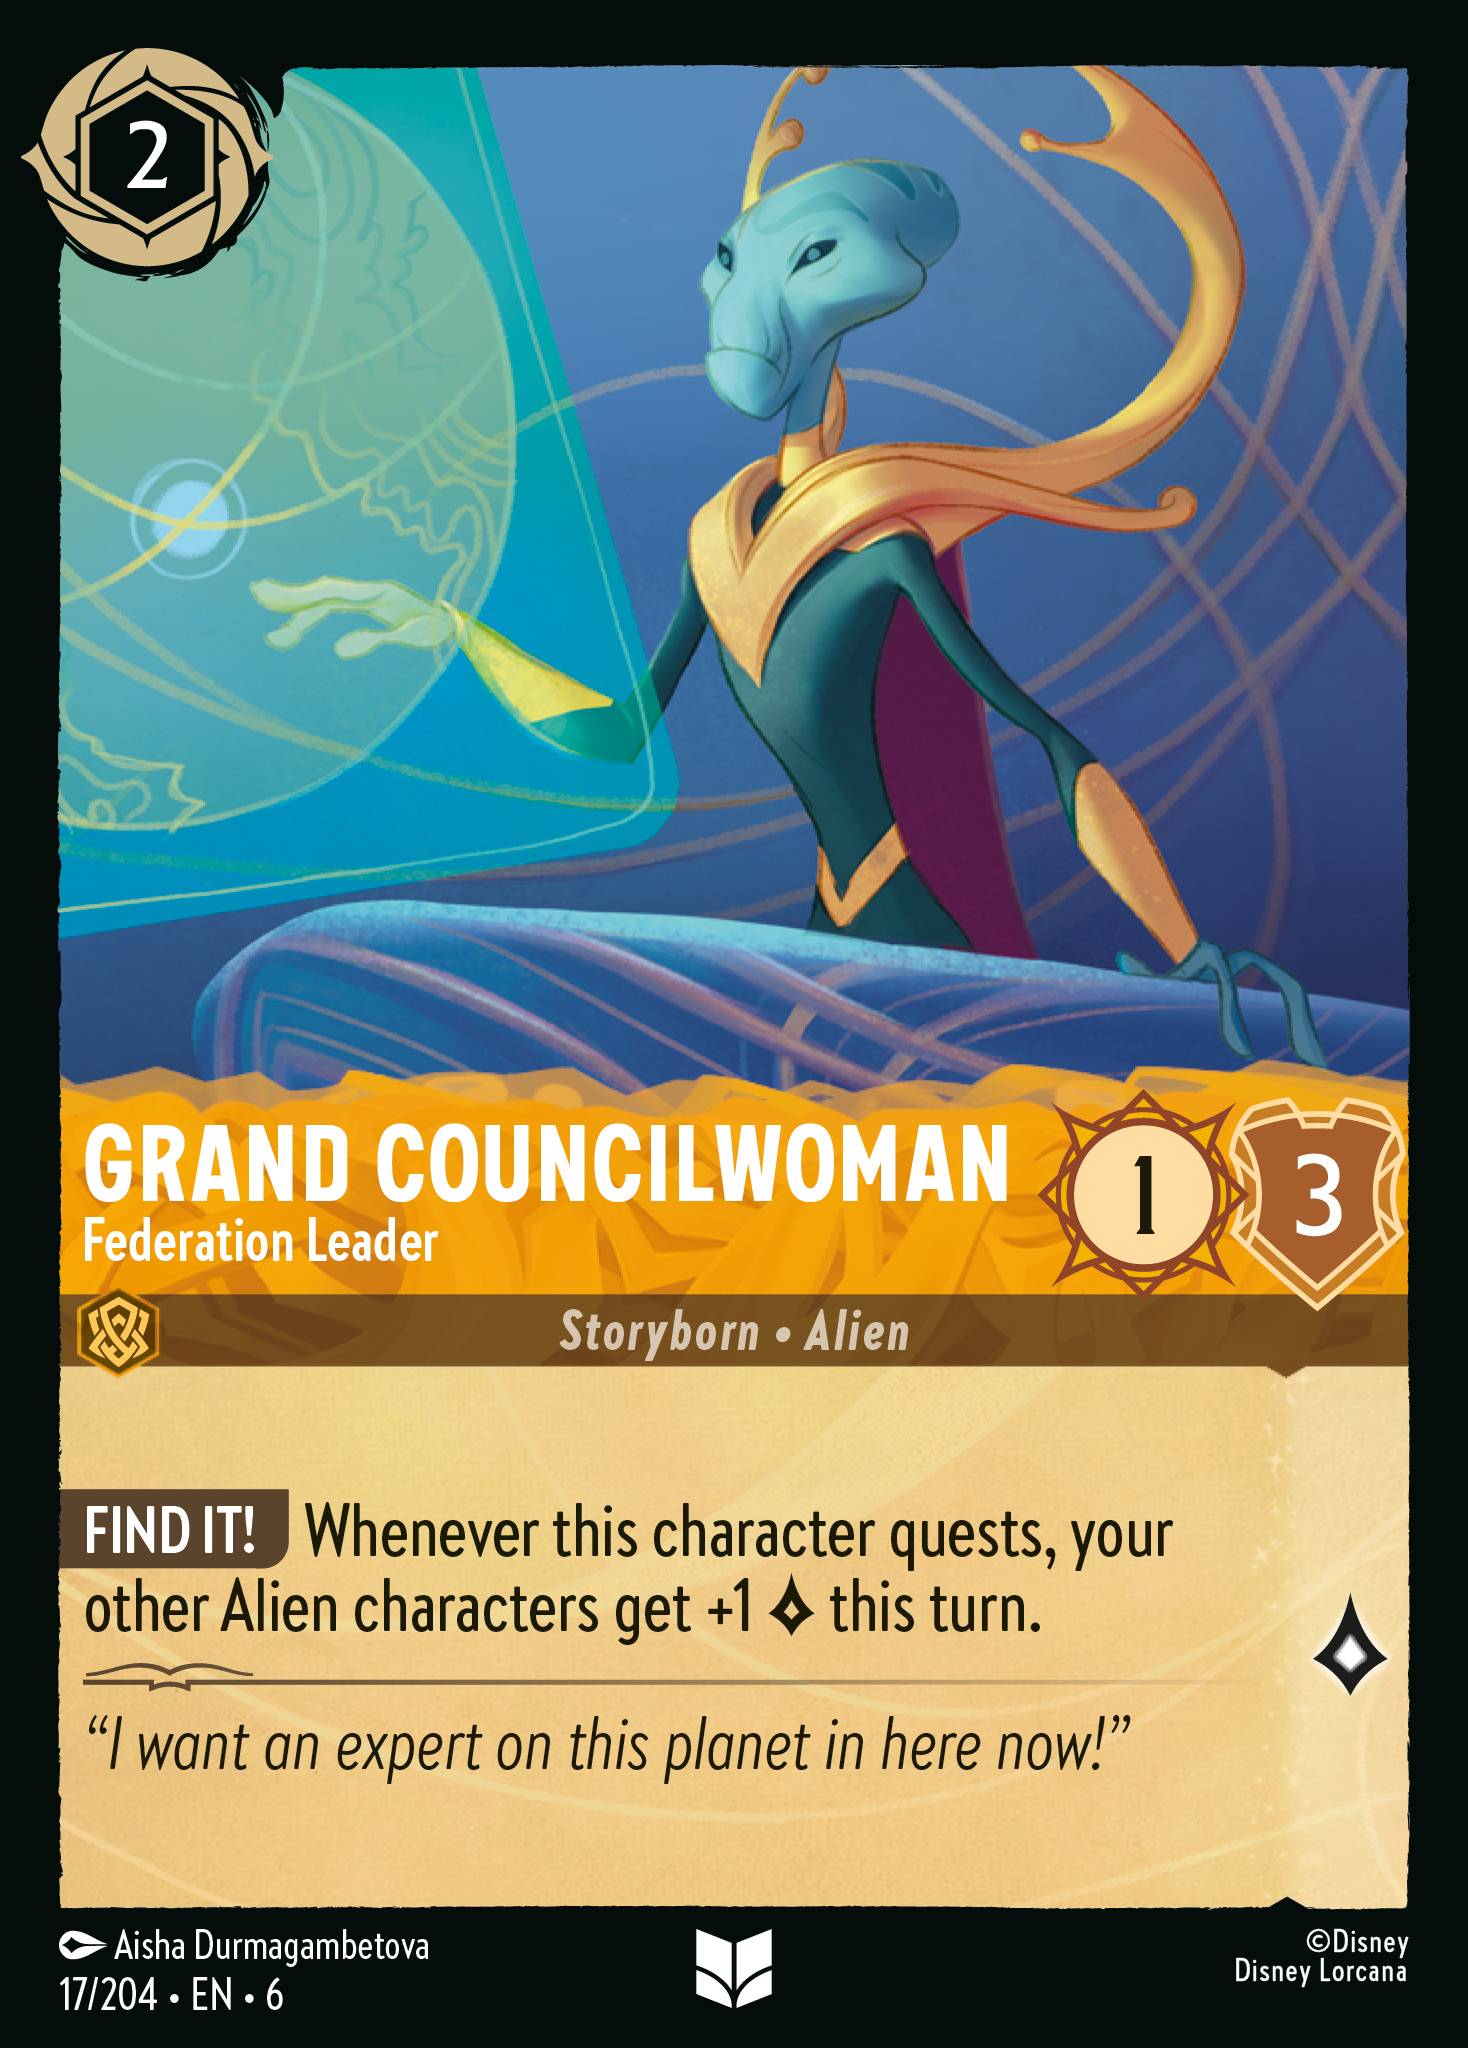 2
GRAND COUNCILWOMAN
Federation Leader
1
3
Storyborn • Alien
FIND IT! Whenever this character quests, your
other Alien characters get +1 this turn.
“I want an expert on this planet in here now!”
Aisha Durmagambetova
17/204 • EN • 6
©Disney
Disney Lorcana